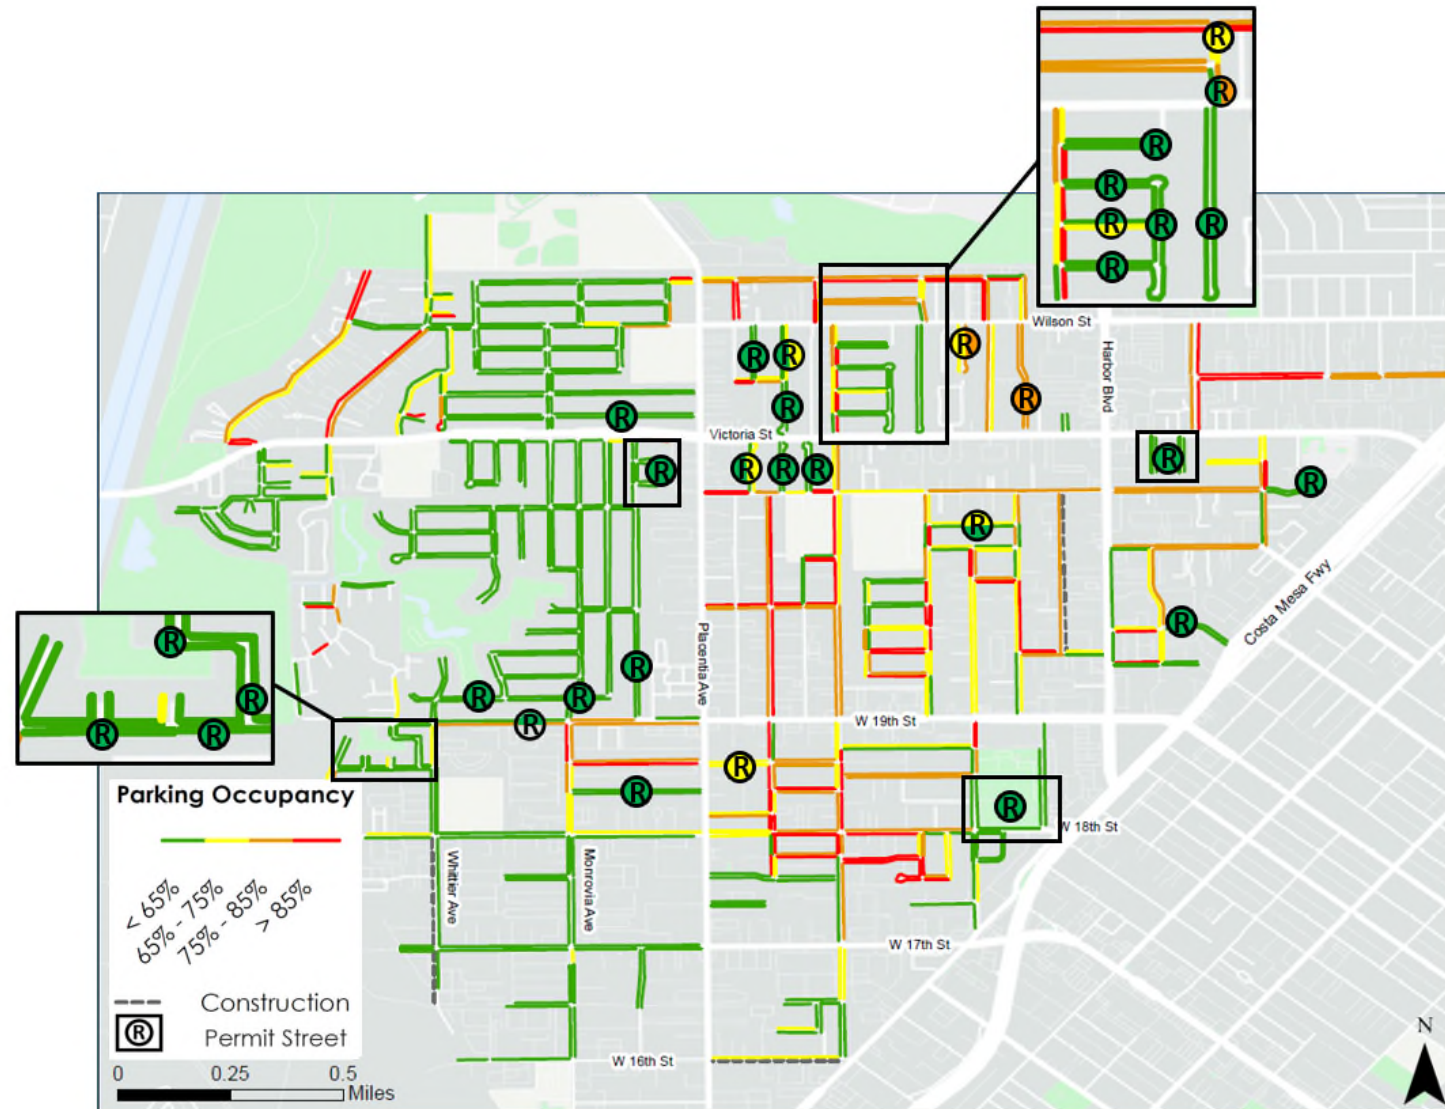 R
R
R
R
R
R
R
R
R
Wilson St
R
R
R
R
Harbor Blvd
R
R
R
Victoria St
R
R
R
R
R
R
R
R
Costa Mesa Fwy
R
R
Placentia Ave
R
R
R
R
R
R
R
W 19th St
R
R
R
R
W 18th St
Parking Occupancy
< 65%
65% - 75%
75% - 85%
> 85%
Whittier Ave
Monrovia Ave
W 17th St
Construction
R Permit Street
W 16th St
N
0 0.25 0.5
Miles